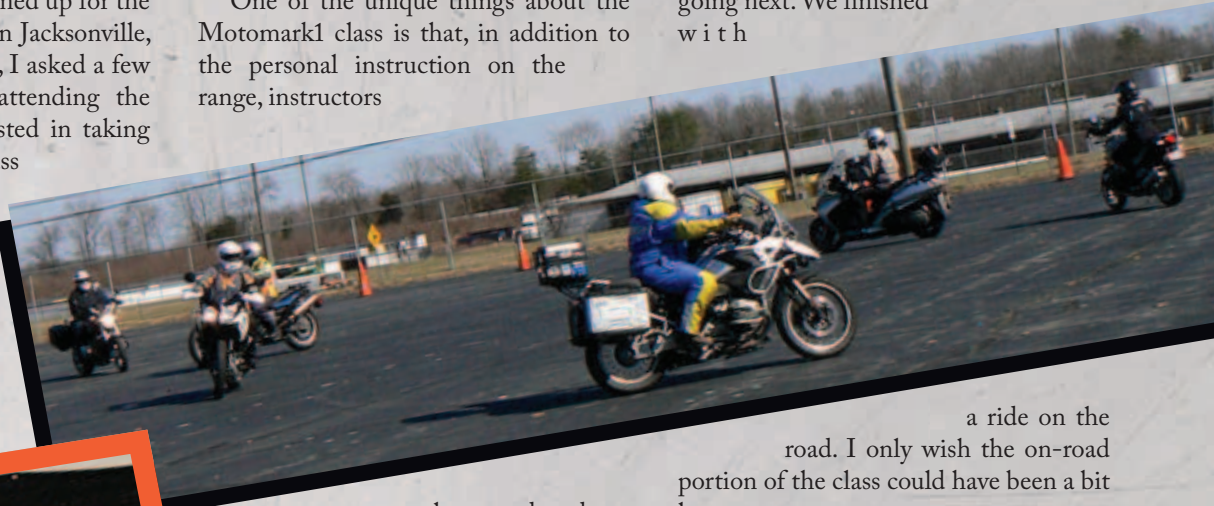 ned up for the
n Jacksonville,
, I asked a few
attending the
sted in taking
ss
One of the unique things about the
Motomark1 class is that, in addition to
the personal instruction on the
range, instructors
going next. We finished
with
a ride on the
road. I only wish the on-road
portion of the class could have been a bit